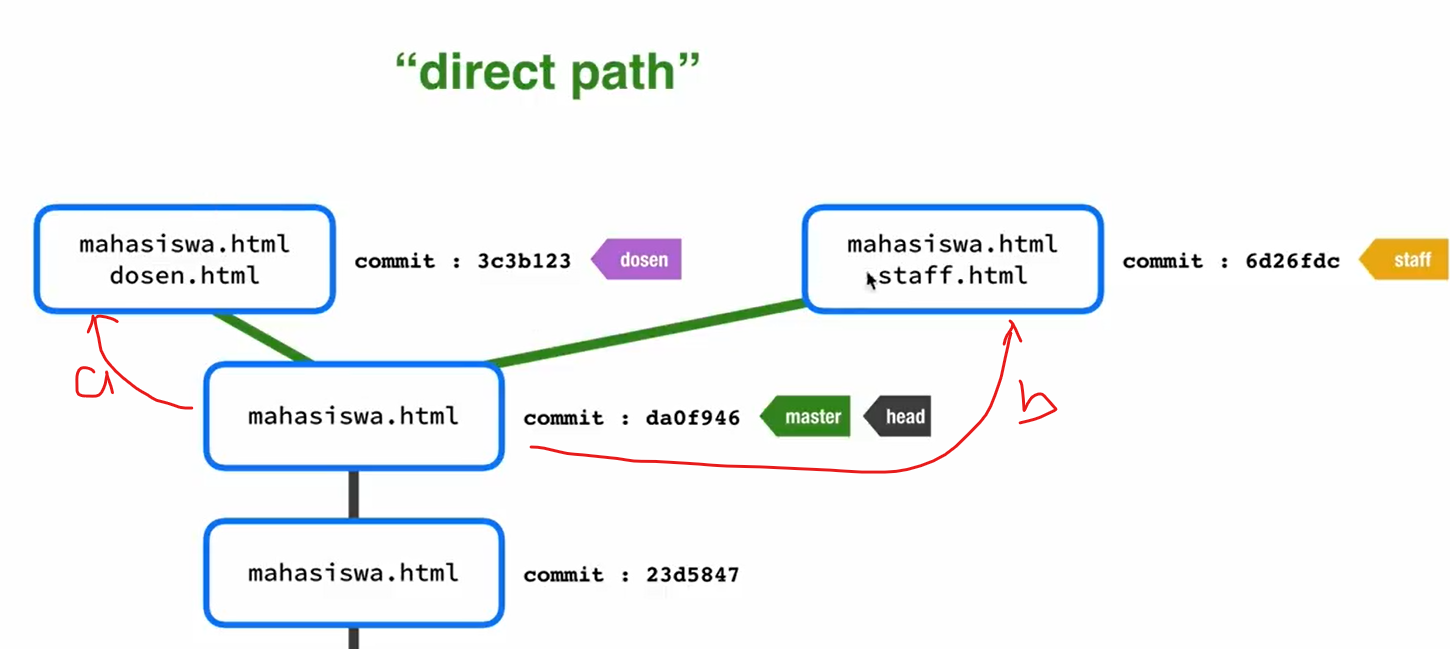 “direct path”
mahasiswa.html
dosen.html
commit : 3c3b123
dosen
mahasiswa.html
staff.html
commit : 6d26fdc
staff
a
b
mahasiswa.html
commit : da0f946
master
head
mahasiswa.html
commit : 23d5847